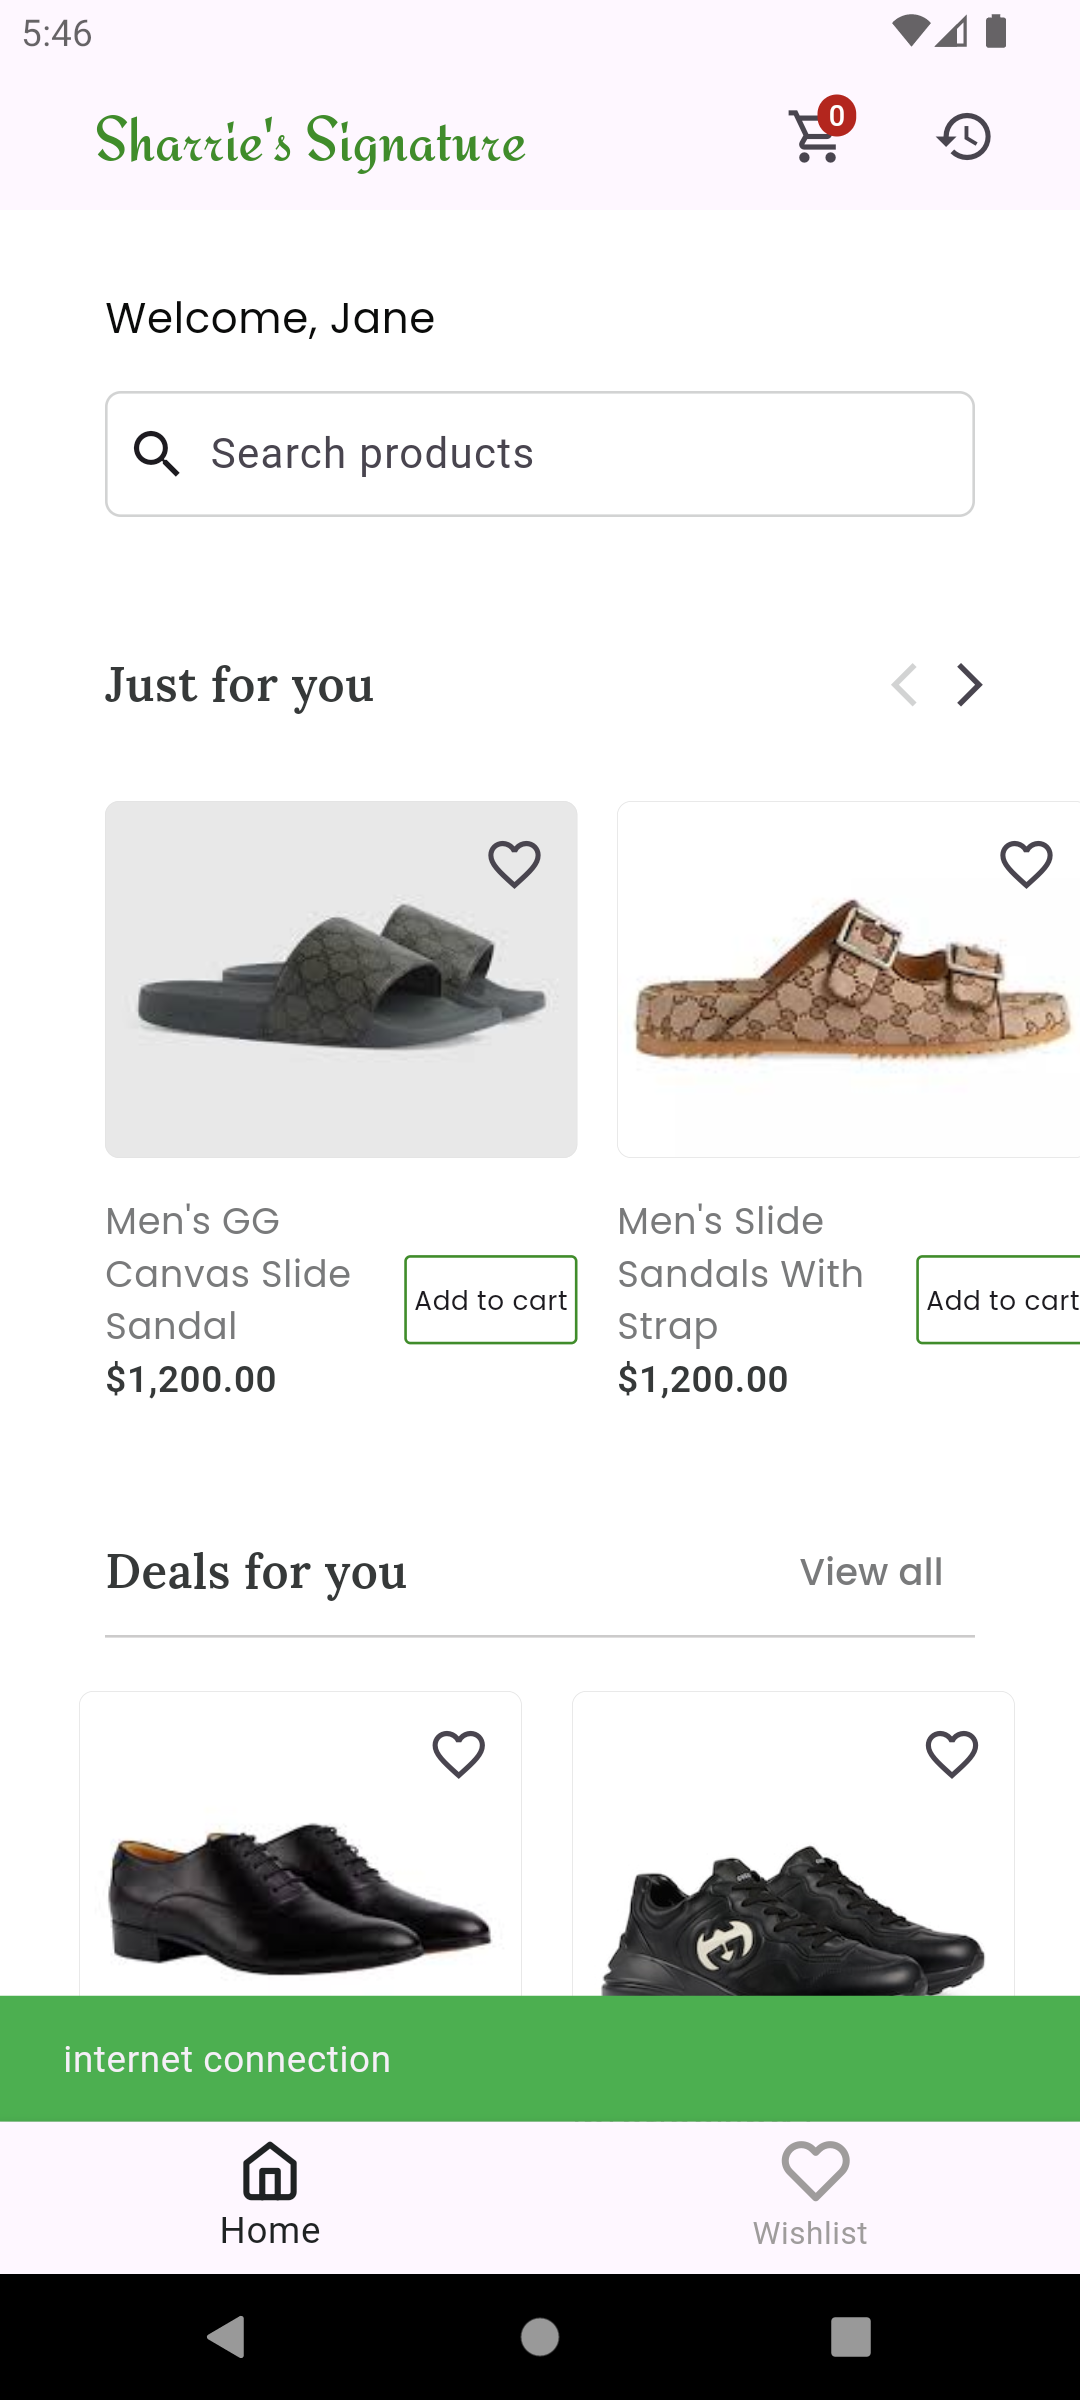 5:46
Sharrie's Signature
0
Welcome, Jane
Search products
Just for you
Men's GG
Canvas Slide
Sandal
$1,200.00
Add to cart
Men's Slide
Sandals With
Strap
$1,200.00
Add to cart
Deals for you
View all
internet connection
Home
Wishlist